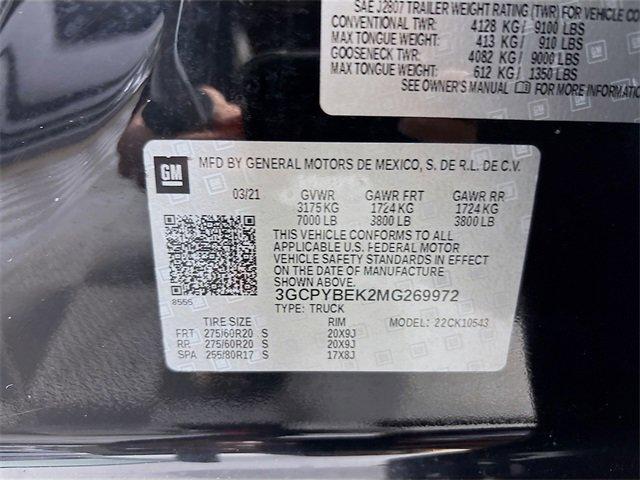 SAE J2807 TRAILER WEIGHT RATING (TWR) FOR VEHICLE
CONVENTIONAL TWR: 4128 KG/ 9100 LBS
MAX TONGUE WT: 413 KG/ 910 LBS
GOOSENECK TWR: 4082 KG/ 9000 LBS
MAX TONGUE WT: 612 KG/ 1350 LBS
SEE OWNER'S MANUAL FOR MORE INFORMATION
GM MFD BY GENERAL MOTORS DE MEXICO, S. DE R.L. DE C.V.
03/21 GVWR GAWR FRT GAWR RR
3175 KG 1724 KG 1724 KG
7000 LB 3800 LB 3800 LB
THIS VEHICLE CONFORMS TO ALL
APPLICABLE U.S. FEDERAL MOTOR
VEHICLE SAFETY STANDARDS IN EFFECT
ON THE DATE OF MANUFACTURE
SHOWN ABOVE.
8555 3GCPYBEK2MG269972
TYPE: TRUCK
TIRE SIZE RIM MODEL: 22CK10543
FRT 275/60R20 S 20X9J
RR 275/60R20 S 20X9J
SPA 255/80R17 S 17X8J